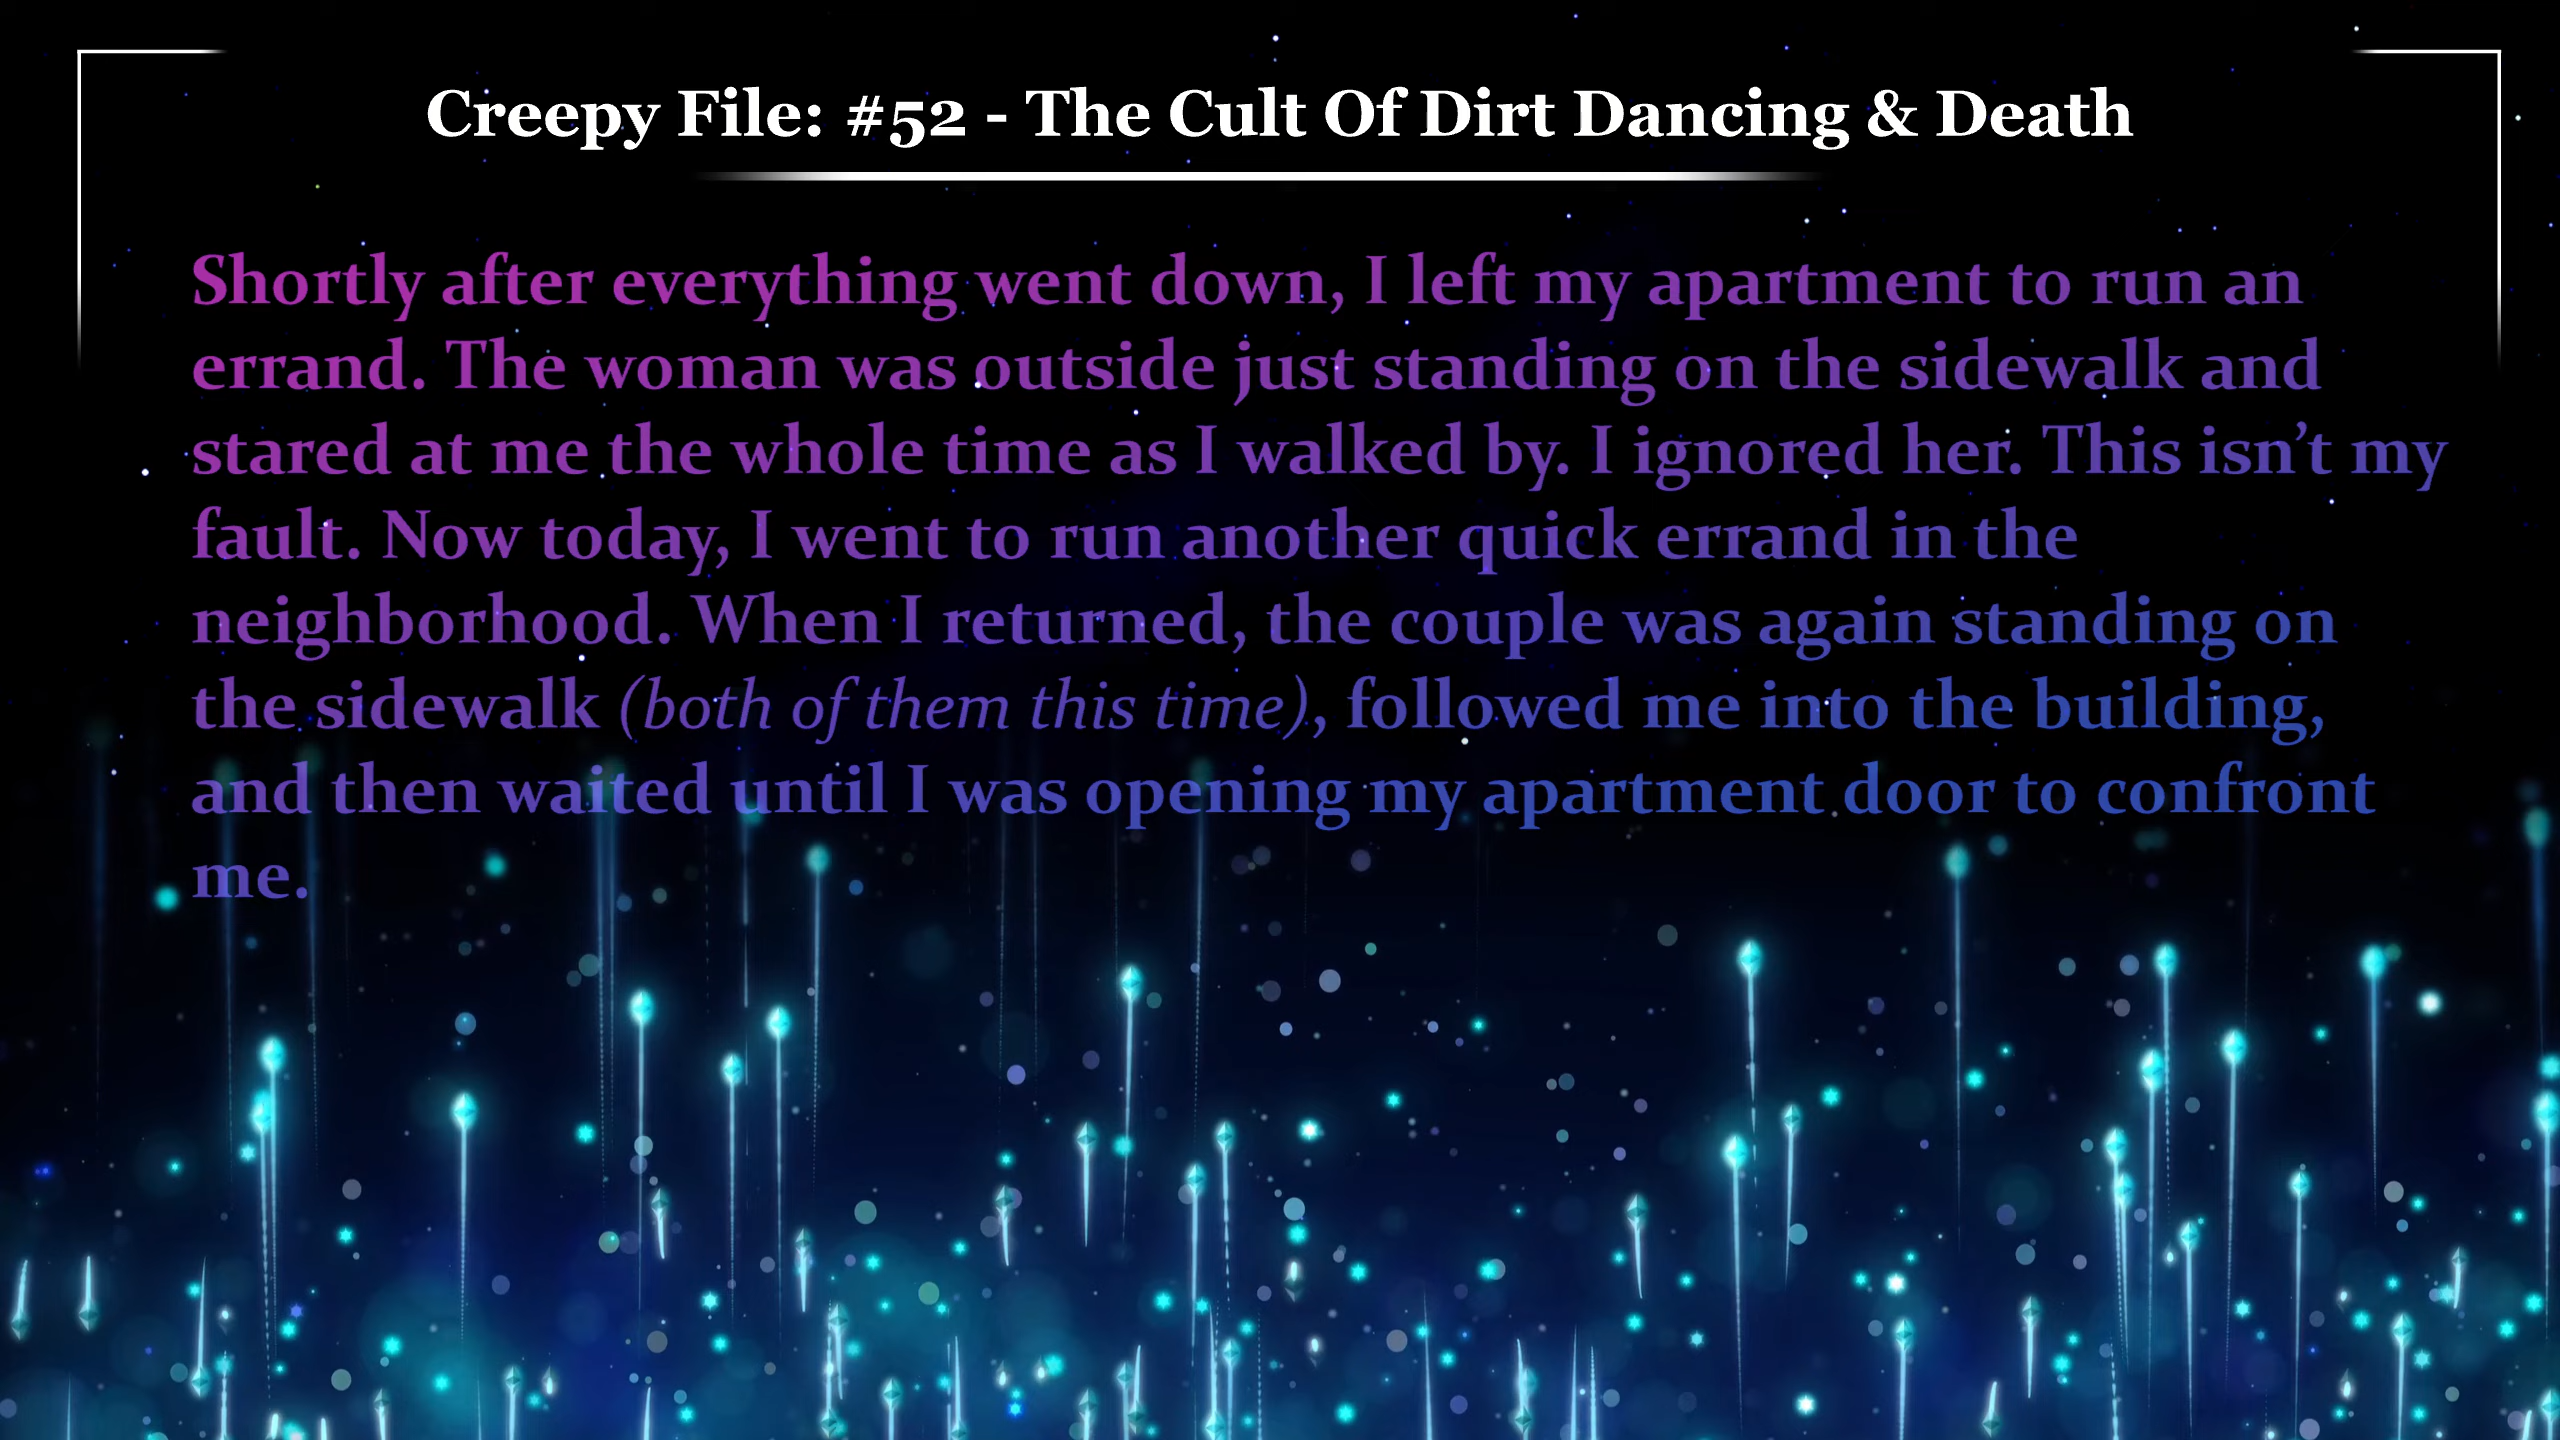 Creepy File: #52 - The Cult Of Dirt Dancing & Death
Shortly after everything went down, I left my apartment to run an
errand. The woman was outside just standing on the sidewalk and
stared at me the whole time as I walked by. I ignored her. This isn’t my
fault. Now today, I went to run another quick errand in the
neighborhood. When I returned, the couple was again standing on
the sidewalk (both of them this time), followed me into the building,
and then waited until I was opening my apartment door to confront
me.